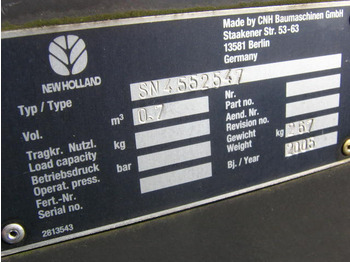 NEW HOLLAND
Made by CNH Baumaschinen GmbH
Staakener Str. 53-63
13581 Berlin
Germany
Typ / Type SN 4552547
Vol. m³ 0.7
Tragkr. Nutzl. kg
Load capacity
Betriebsdruck bar
Operat. press.
Fert.-Nr.
Serial no.
Nr.
Part no.
Aend. Nr.
Revision no.
Gewicht kg 267
Weight
Bj. / Year 2005
2813543